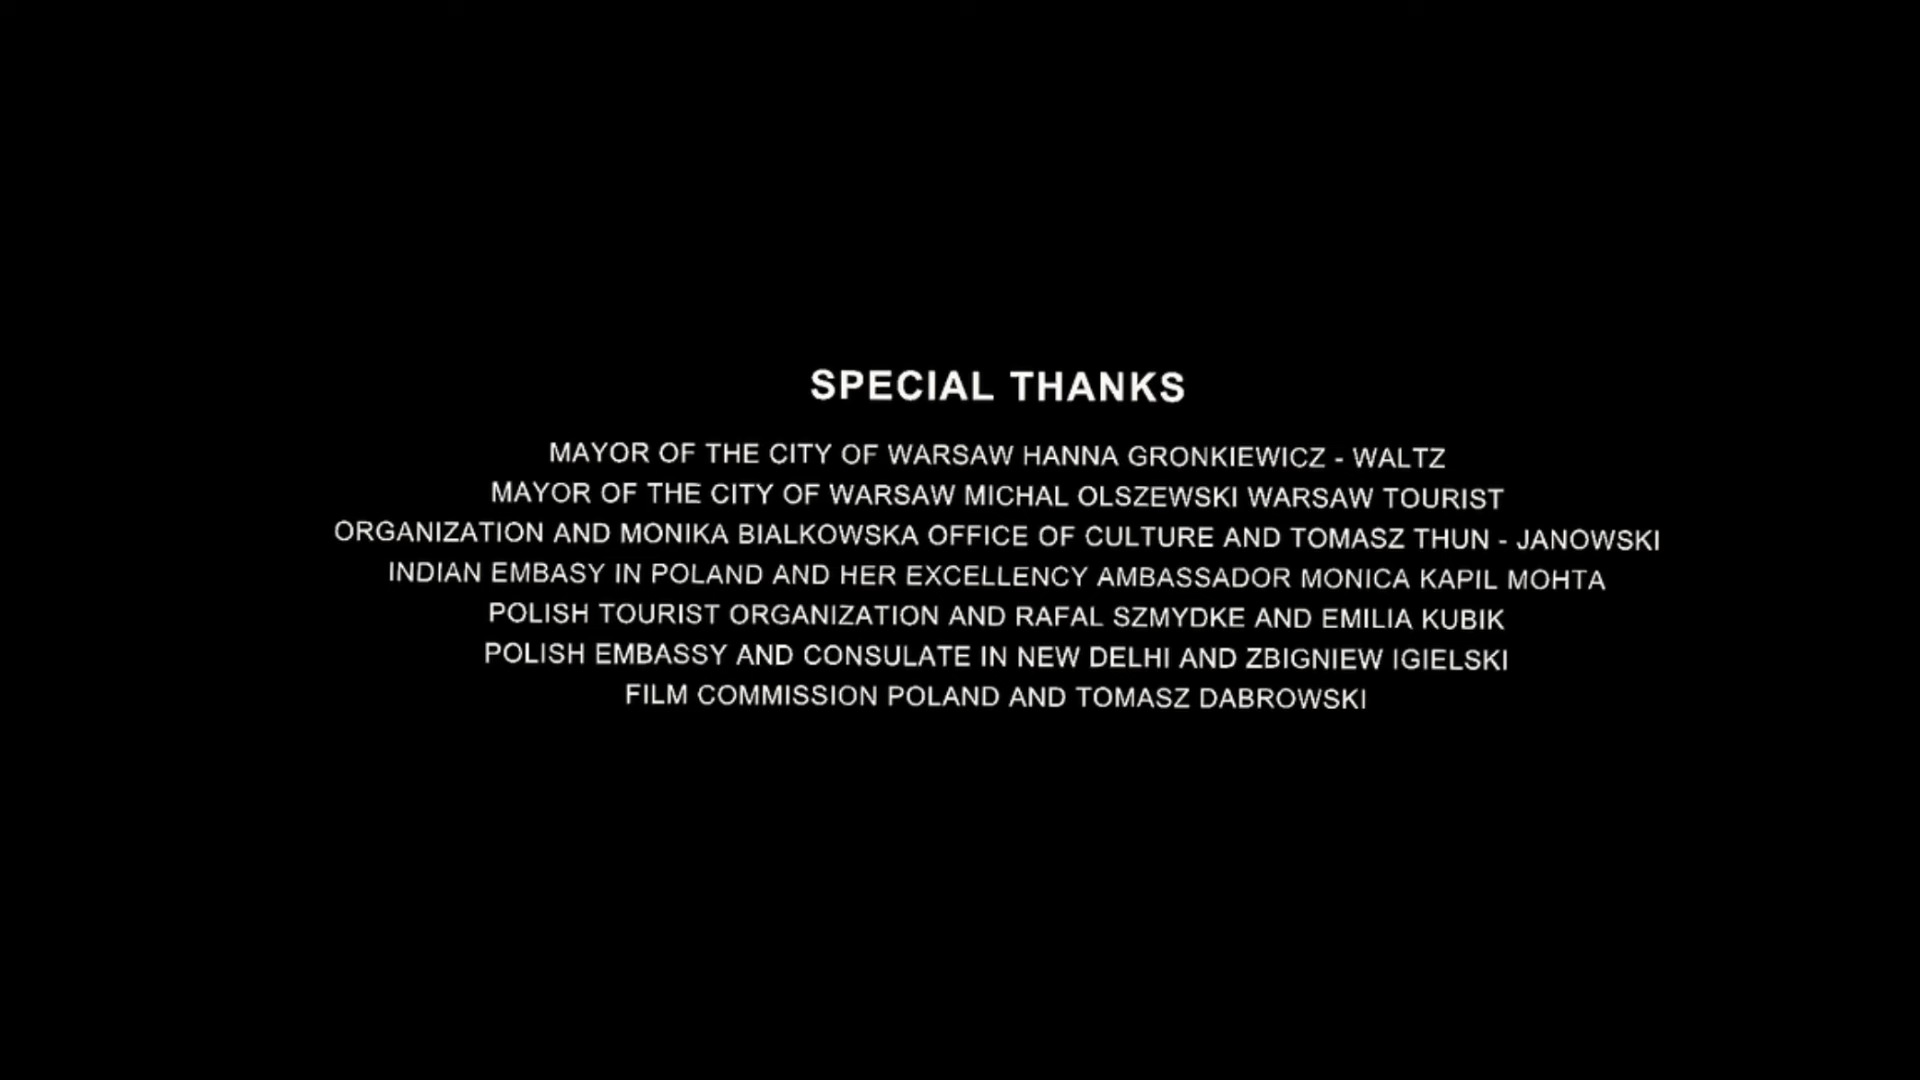 SPECIAL THANKS
MAYOR OF THE CITY OF WARSAW HANNA GRONKIEWICZ - WALTZ
MAYOR OF THE CITY OF WARSAW MICHAL OLSZEWSKI WARSAW TOURIST
ORGANIZATION AND MONIKA BIALKOWSKA OFFICE OF CULTURE AND TOMASZ THUN - JANOWSKI
INDIAN EMBASY IN POLAND AND HER EXCELLENCY AMBASSADOR MONICA KAPIL MOHTA
POLISH TOURIST ORGANIZATION AND RAFAL SZMYDKE AND EMILIA KUBIK
POLISH EMBASSY AND CONSULATE IN NEW DELHI AND ZBIGNIEW IGIELSKI
FILM COMMISSION POLAND AND TOMASZ DABROWSKI